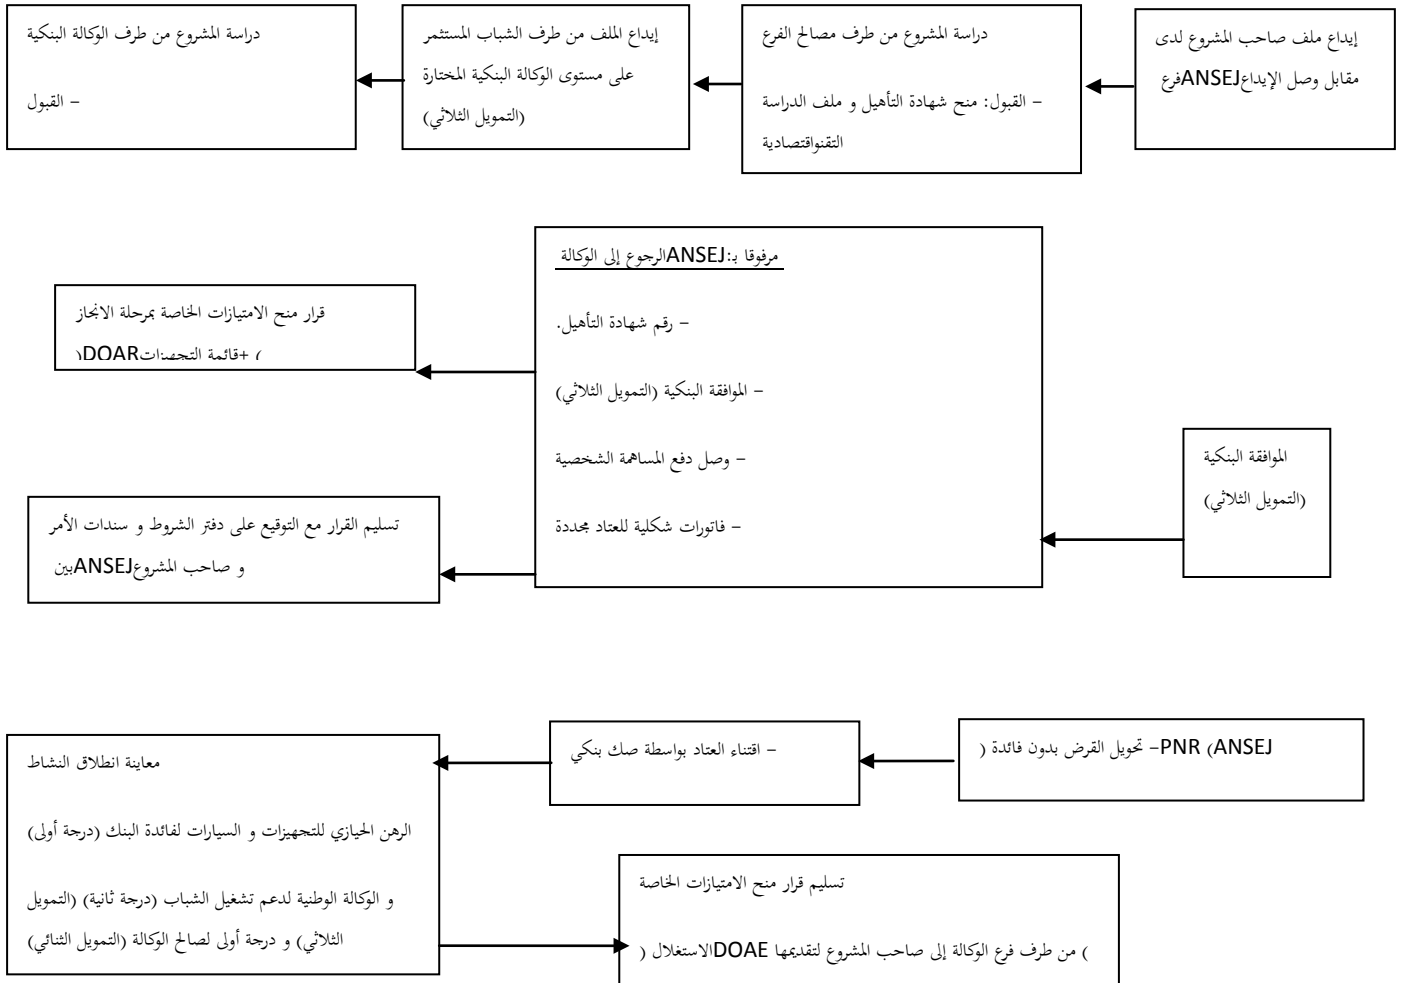 إيداع ملف صاحب المشروع لدى
فرعANSEJمقابل وصل الإيداع
دراسة المشروع من طرف مصالح الفرع
– القبول: منح شهادة التأهيل و ملف الدراسة
التقنواقتصادية
إيداع الملف من طرف الشباب المستثمر
على مستوى الوكالة البنكية المختارة
(التمويل الثلاثي)
دراسة المشروع من طرف الوكالة البنكية
– القبول
الموافقة البنكية
(التمويل الثلاثي)
الرجوع إلى الوكالةANSEJمرفوقا بـ:
– رقم شهادة التأهيل.
– الموافقة البنكية (التمويل الثلاثي)
– وصل دفع المساهمة الشخصية
– فاتورات شكلية للعتاد مجددة
قرار منح الامتيازات الخاصة بمرحلة الانجاز
(DOAR) +قائمة التجهيزات
تسليم القرار مع التوقيع على دفتر الشروط و سندات الأمر
بينANSEJو صاحب المشروع
– تحويل القرض بدون فائدة (PNR (ANSEJ
– اقتناء العتاد بواسطة صك بنكي
معاينة انطلاق النشاط
الرهن الحيازي للتجهيزات و السيارات لفائدة البنك (درجة أولى)
و الوكالة الوطنية لدعم تشغيل الشباب (درجة ثانية) (التمويل
الثلاثي) و درجة أولى لصالح الوكالة (التمويل الثنائي)
تسليم قرار منح الامتيازات الخاصة
الاستغلال (DOAE) من طرف فرع الوكالة إلى صاحب المشروع لتقديمها